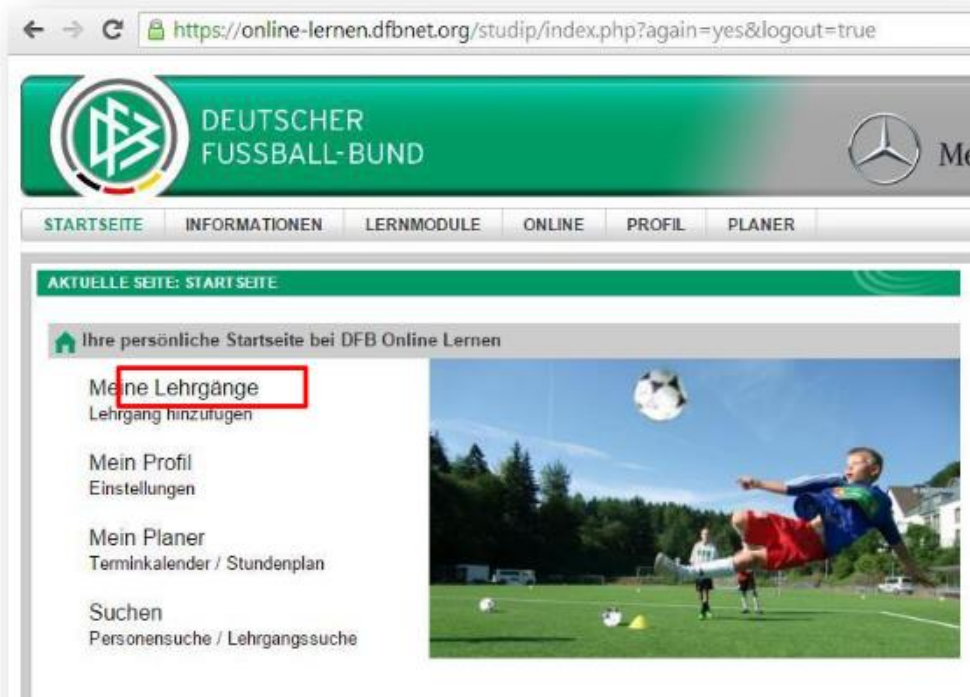 https://online-lernen.dfbnet.org/studip/index.php?again=yes&logout=true
DFB
DEUTSCHER
FUSSBALL-BUND
STARTSEITE INFORMATIONEN LERNMODULE ONLINE PROFIL PLANER
AKTUELLE SEITE: STARTSEITE
Ihre persönliche Startseite bei DFB Online Lernen
Meine Lehrgänge
Lehrgang hinzufügen
Mein Profil
Einstellungen
Mein Planer
Terminkalender / Stundenplan
Suchen
Personensuche / Lehrgangssuche